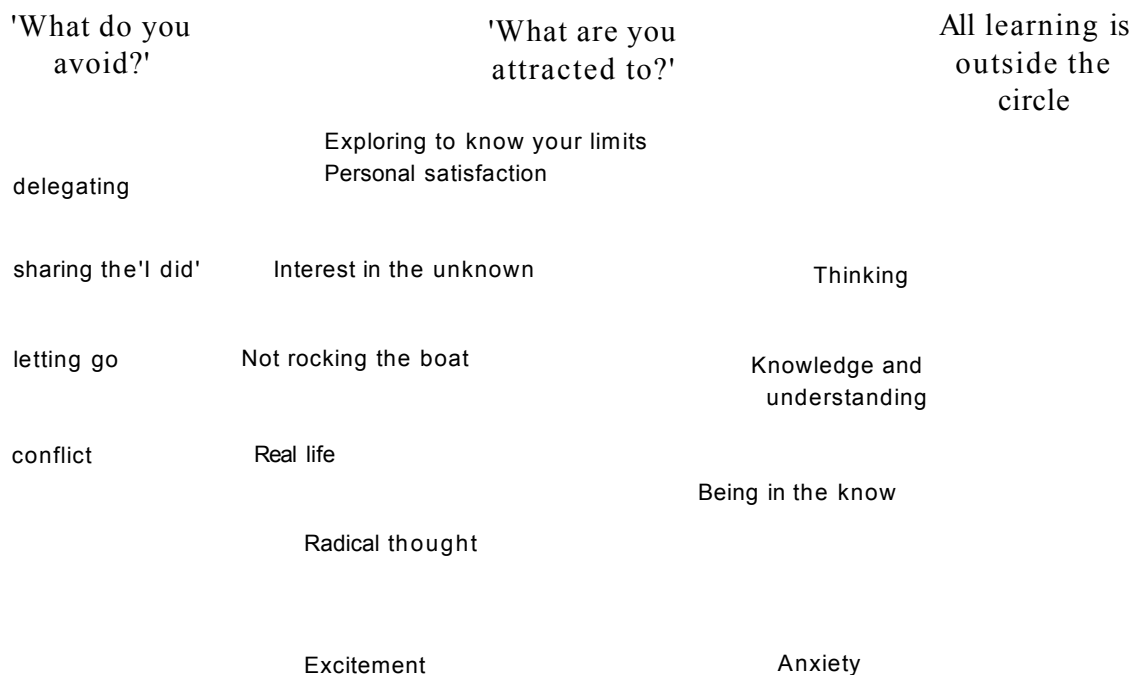 'What do you
avoid?'
'What are you
attracted to?'
All learning is
outside the
circle
Exploring to know your limits
Personal satisfaction
delegating
sharing the'I did'
Interest in the unknown
Thinking
letting go
Not rocking the boat
Knowledge and
understanding
conflict
Real life
Being in the know
Radical thought
Excitement
Anxiety